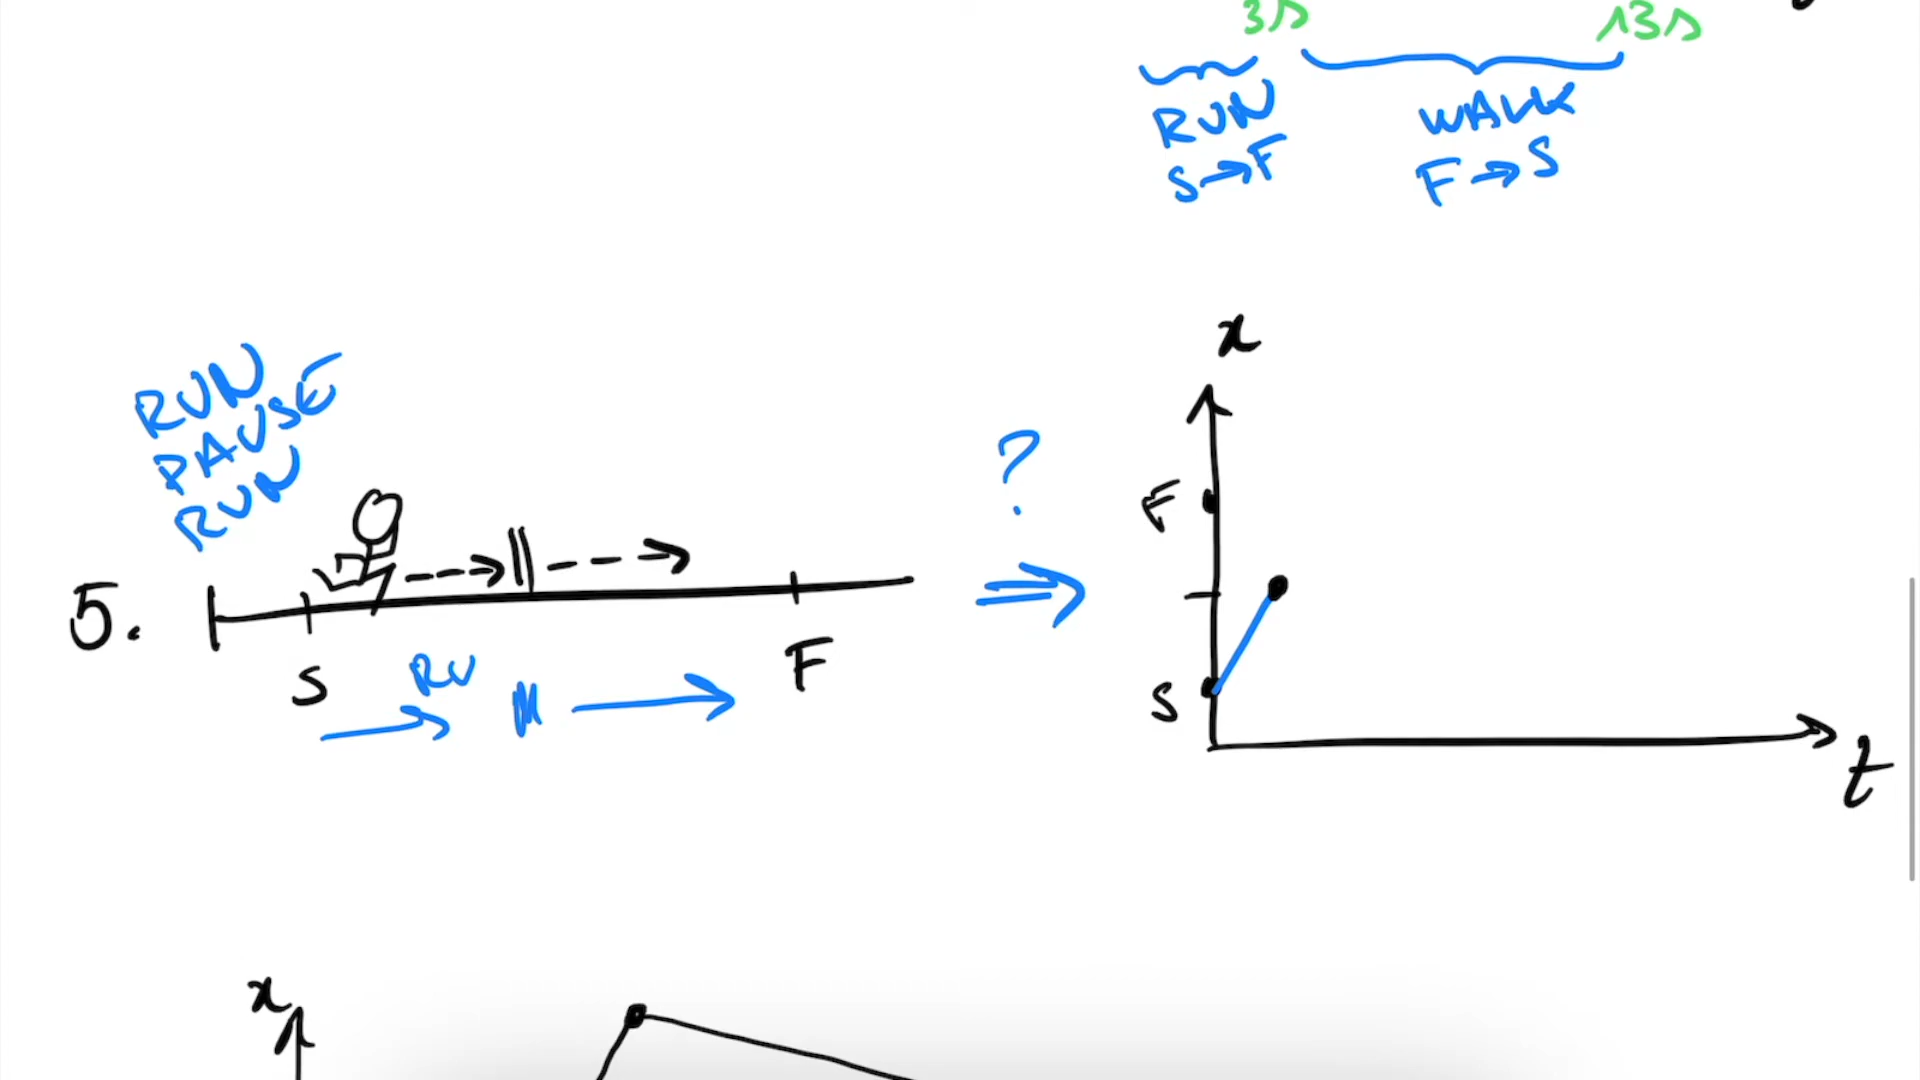 3s 13s
RUN WALK
S→F F→S
x
RUN
PAUSE
RUN
?
F
5.
S F
RU
S
t
x